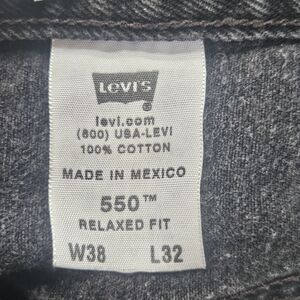 LEVI'S
®
levi.com
(800) USA-LEVI
100% COTTON
MADE IN MEXICO
550™
RELAXED FIT
W38 L32